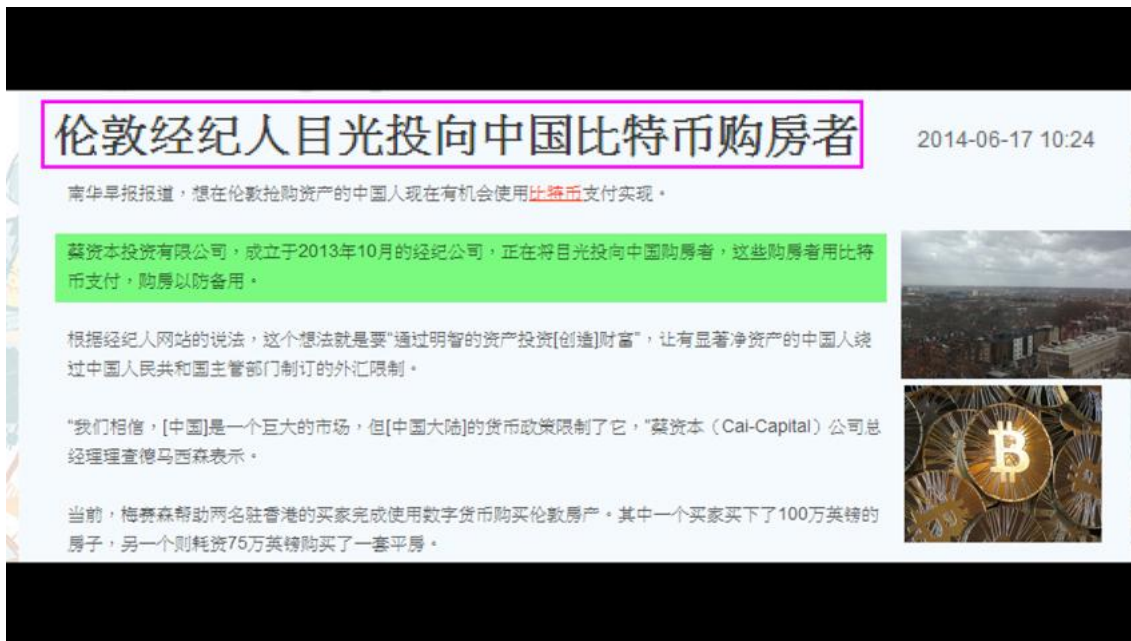 伦敦经纪人目光投向中国比特币购房者
2014-06-17 10:24
南华早报报道，想在伦敦抢购资产的中国人现在有机会使用比特币支付实现。
蔡资本投资有限公司，成立于2013年10月的经纪公司，正在将目光投向中国购房者，这些购房者用比特
币支付，购房以防备用。
根据经纪人网站的说法，这个想法就是要“通过明智的资产投资[创造]财富”，让有显著净资产的中国人绕
过中国人民共和国主管部门制订的外汇限制。
“我们相信，[中国]是一个巨大的市场，但[中国大陆]的货币政策限制了它，”蔡资本（Cai-Capital）公司总
经理理查德马西森表示。
当前，梅赛森帮助两名驻香港的买家完成使用数字货币购买伦敦房产。其中一个买家买下了100万英镑的
房子，另一个则耗资75万英镑购买了一套平房。